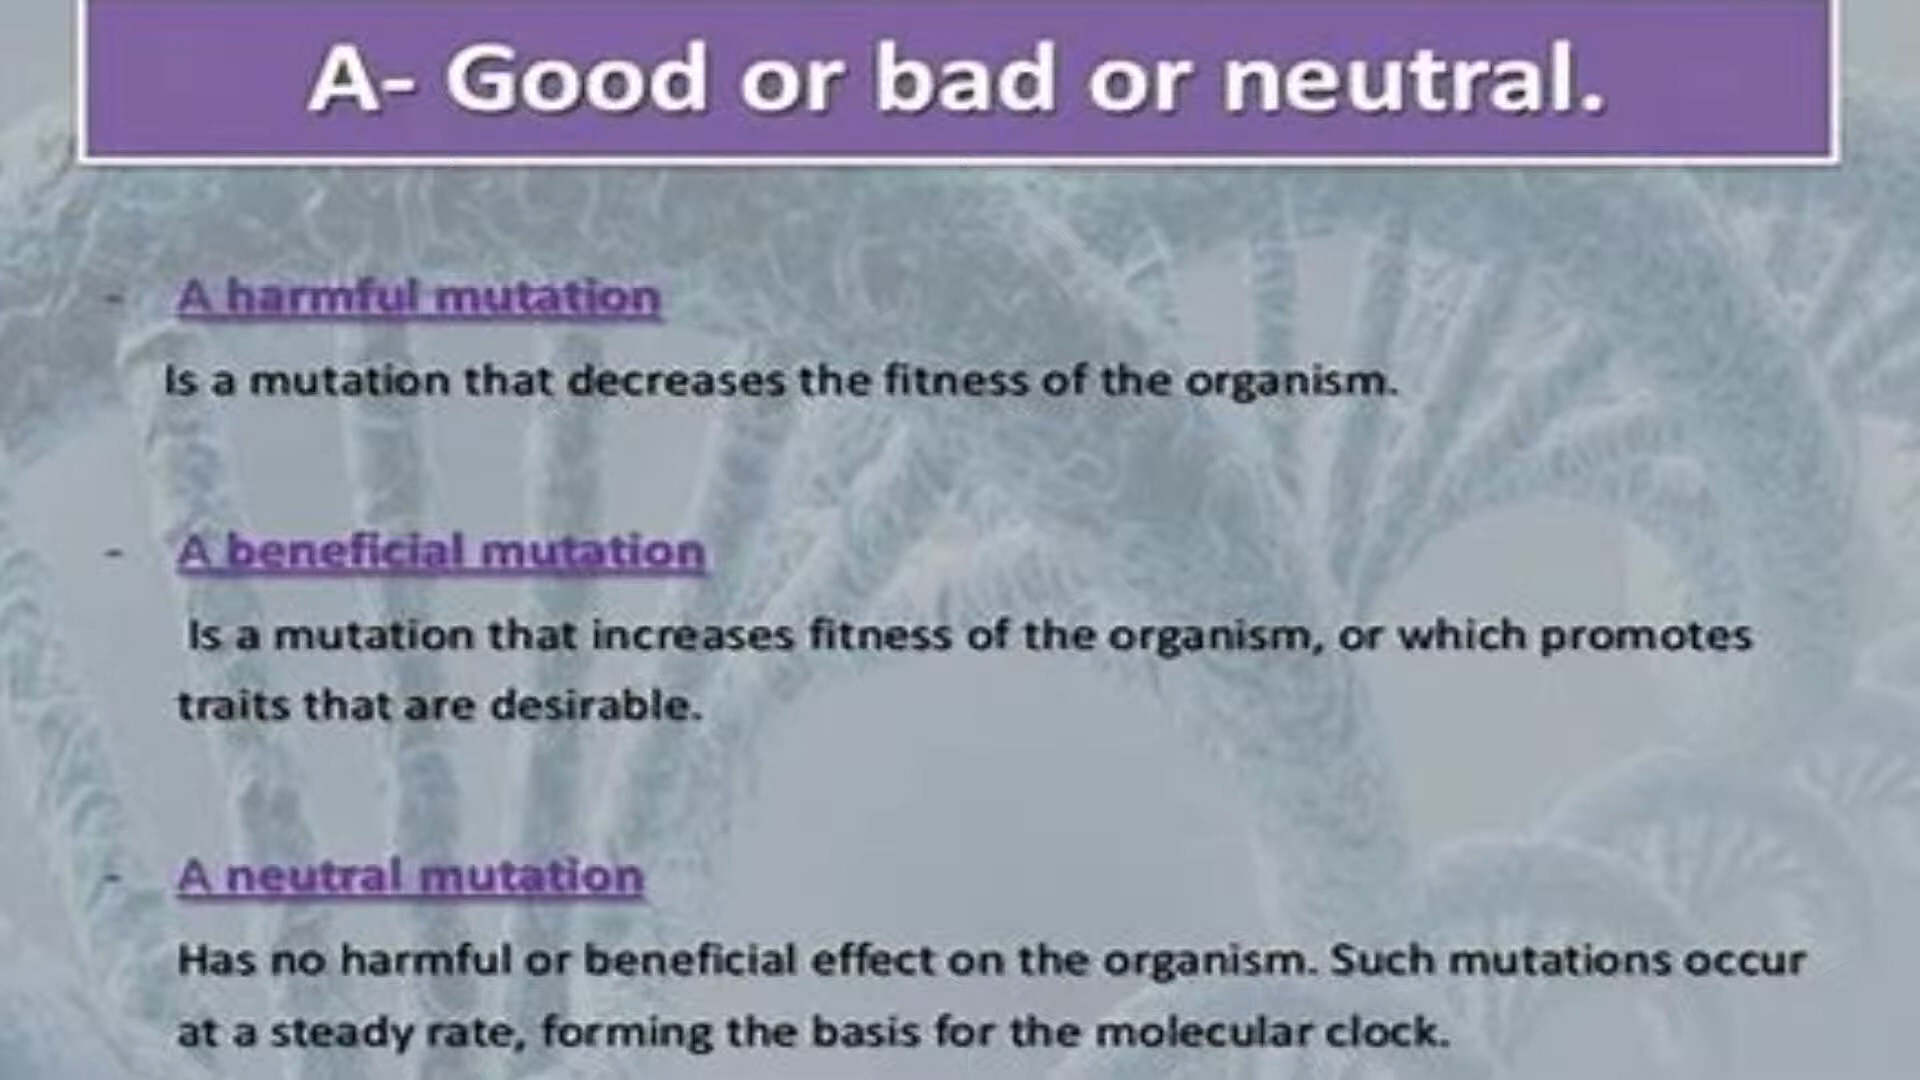 A- Good or bad or neutral.
- A harmful mutation
Is a mutation that decreases the fitness of the organism.
- A beneficial mutation
Is a mutation that increases fitness of the organism, or which promotes
traits that are desirable.
- A neutral mutation
Has no harmful or beneficial effect on the organism. Such mutations occur
at a steady rate, forming the basis for the molecular clock.